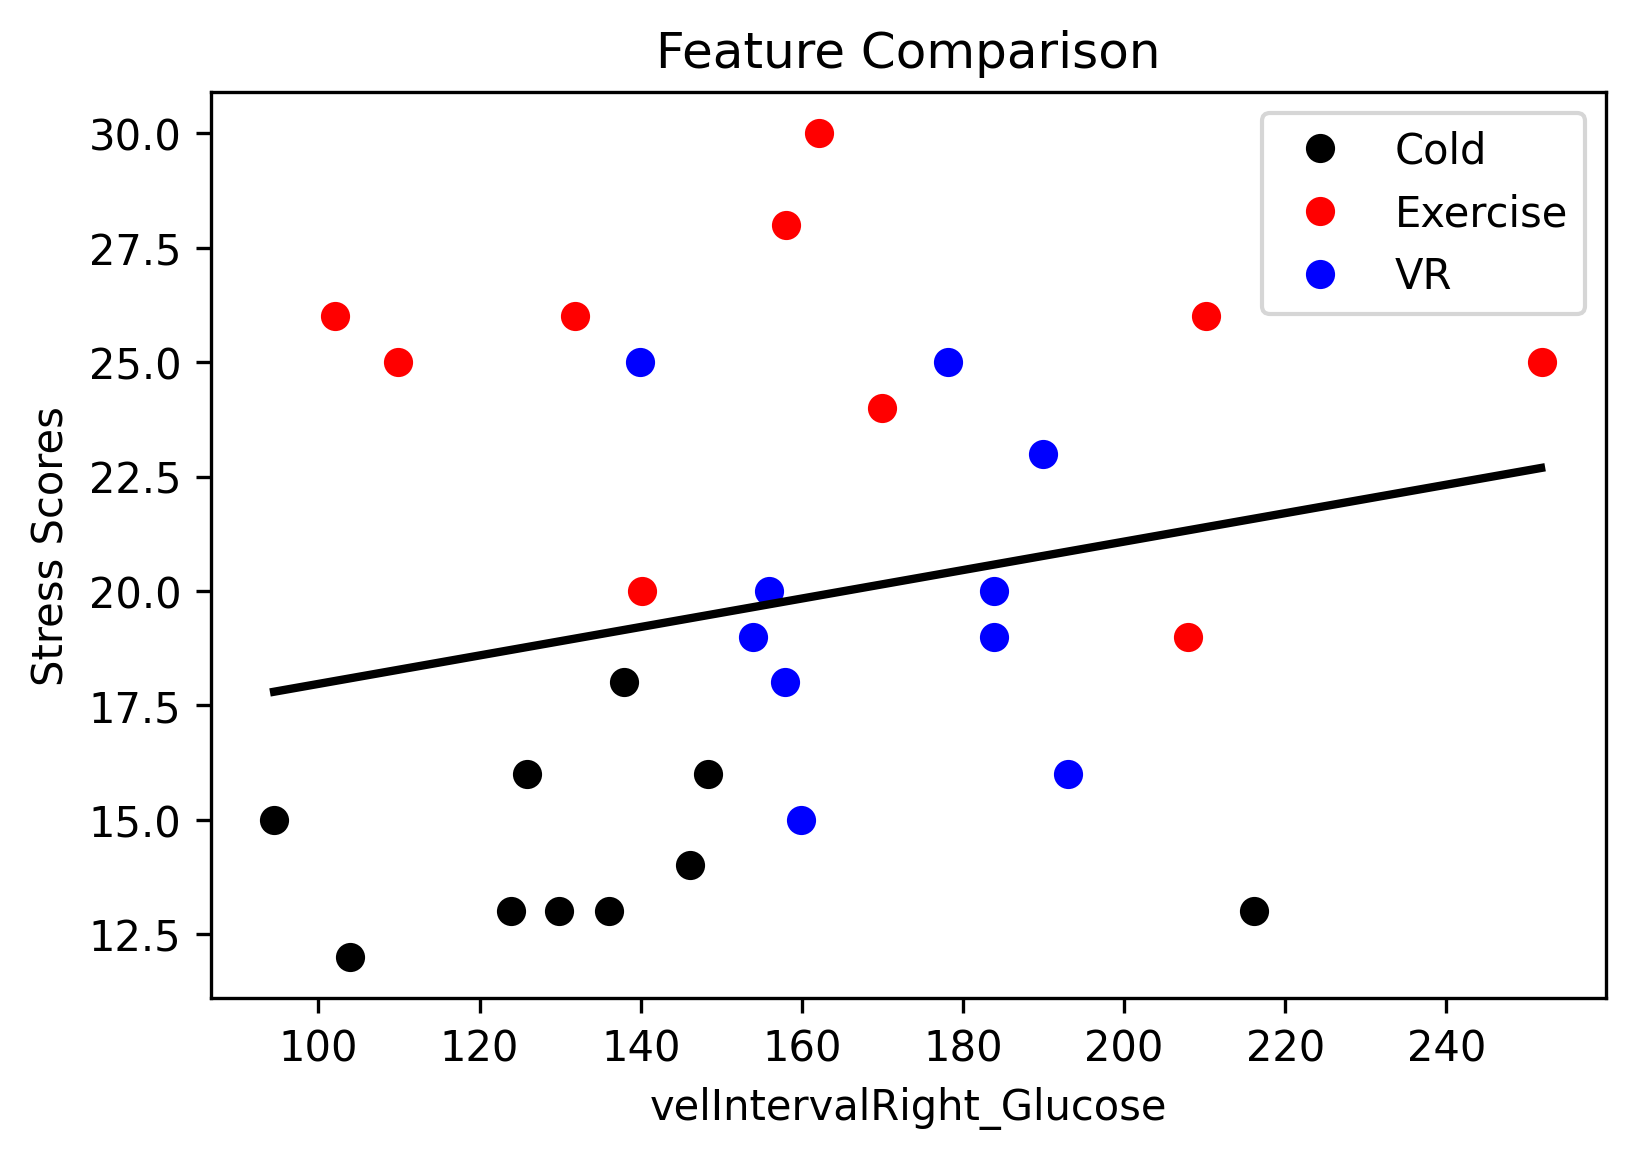 Feature Comparison
30.0
27.5
25.0
22.5
20.0
17.5
15.0
12.5
Stress Scores
Cold
Exercise
VR
100 120 140 160 180 200 220 240
velIntervalRight_Glucose